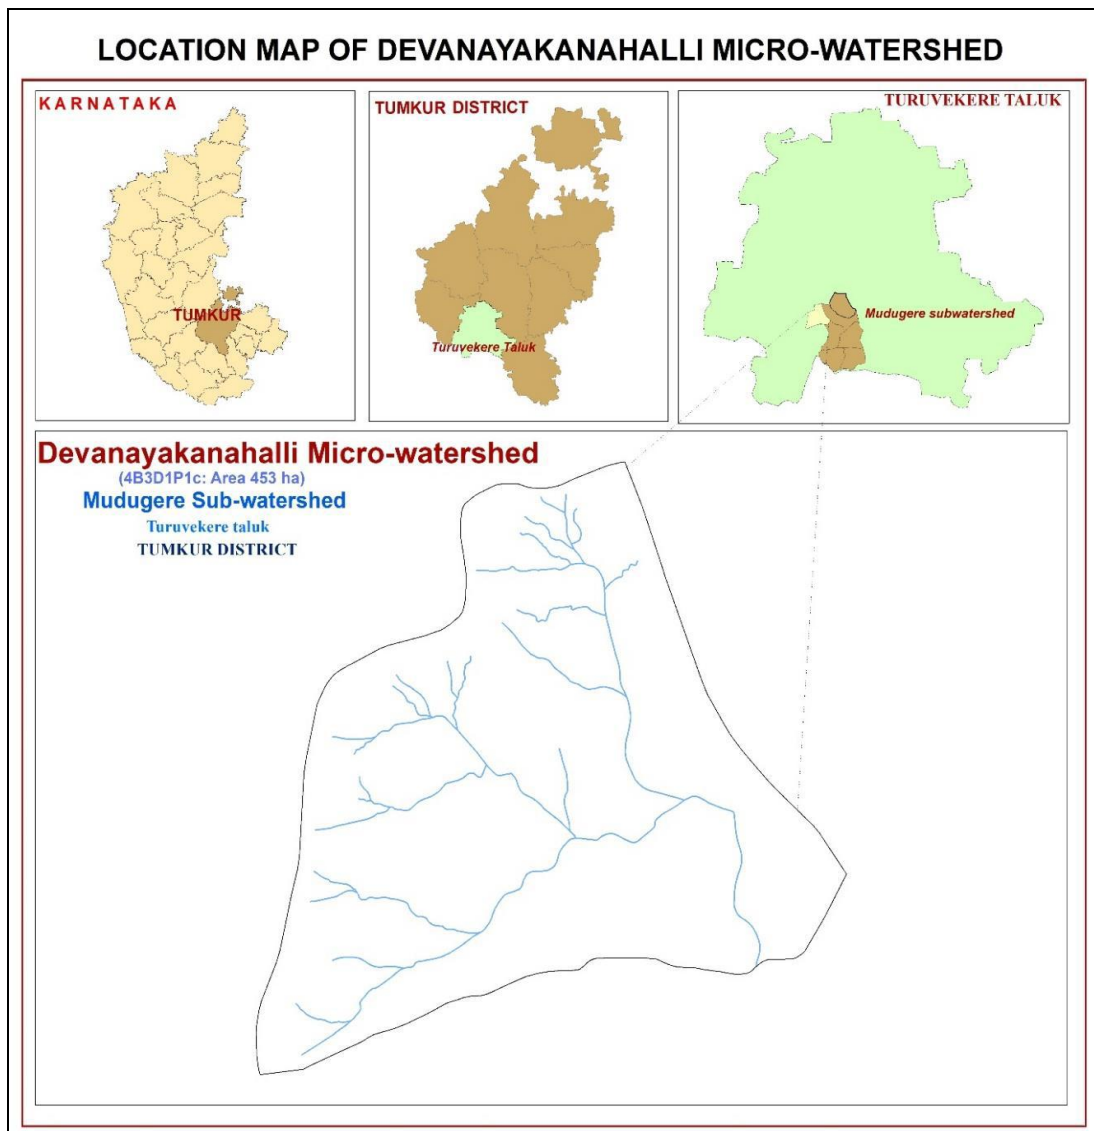 LOCATION MAP OF DEVANAYAKANAHALLI MICRO-WATERSHED
KARNATAKA
TUMKUR
TUMKUR DISTRICT
Turuvekere Taluk
TURUVEKERE TALUK
Mudugere subwatershed
Devanayakanahalli Micro-watershed
(4B3D1P1c: Area 453 ha)
Mudugere Sub-watershed
Turuvekere taluk
TUMKUR DISTRICT